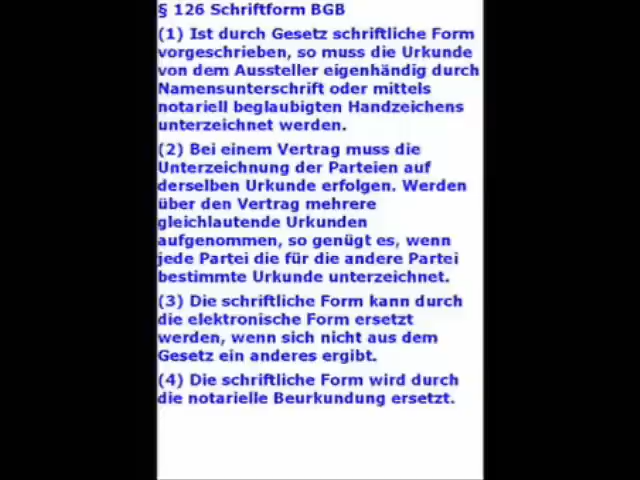 § 126 Schriftform BGB
(1) Ist durch Gesetz schriftliche Form
vorgeschrieben, so muss die Urkunde
von dem Aussteller eigenhändig durch
Namensunterschrift oder mittels
notariell beglaubigten Handzeichens
unterzeichnet werden.
(2) Bei einem Vertrag muss die
Unterzeichnung der Parteien auf
derselben Urkunde erfolgen. Werden
über den Vertrag mehrere
gleichlautende Urkunden
aufgenommen, so genügt es, wenn
jede Partei die für die andere Partei
bestimmte Urkunde unterzeichnet.
(3) Die schriftliche Form kann durch
die elektronische Form ersetzt
werden, wenn sich nicht aus dem
Gesetz ein anderes ergibt.
(4) Die schriftliche Form wird durch
die notarielle Beurkundung ersetzt.